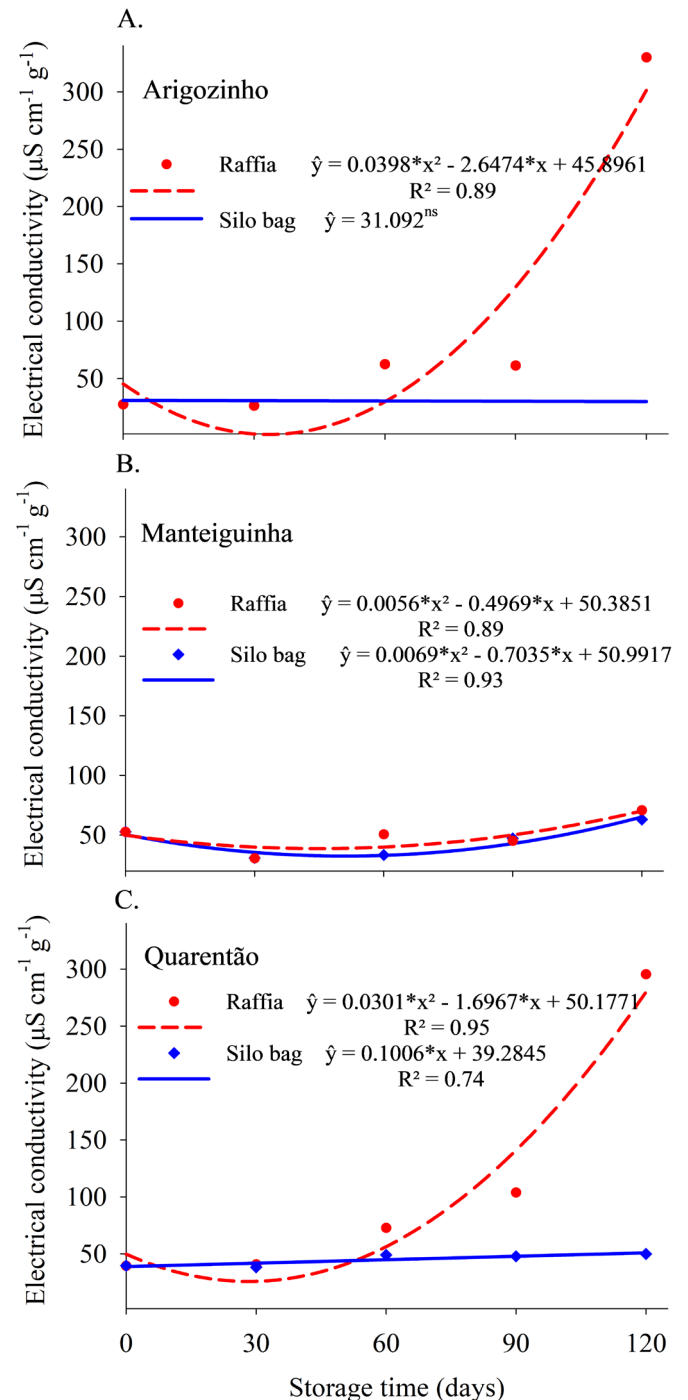 A.
Electrical conductivity (µS cm⁻¹ g⁻¹)
300
250
200
150
100
50
Arigozinho
Raffia ŷ = 0.0398*x² - 2.6474*x + 45.8961
R² = 0.89
Silo bag ŷ = 31.092ⁿˢ
B.
Electrical conductivity (µS cm⁻¹ g⁻¹)
300
250
200
150
100
50
Manteiguinha
Raffia ŷ = 0.0056*x² - 0.4969*x + 50.3851
R² = 0.89
Silo bag ŷ = 0.0069*x² - 0.7035*x + 50.9917
R² = 0.93
C.
Electrical conductivity (µS cm⁻¹ g⁻¹)
300
250
200
150
100
50
Quarentão
Raffia ŷ = 0.0301*x² - 1.6967*x + 50.1771
R² = 0.95
Silo bag ŷ = 0.1006*x + 39.2845
R² = 0.74
0 30 60 90 120
Storage time (days)